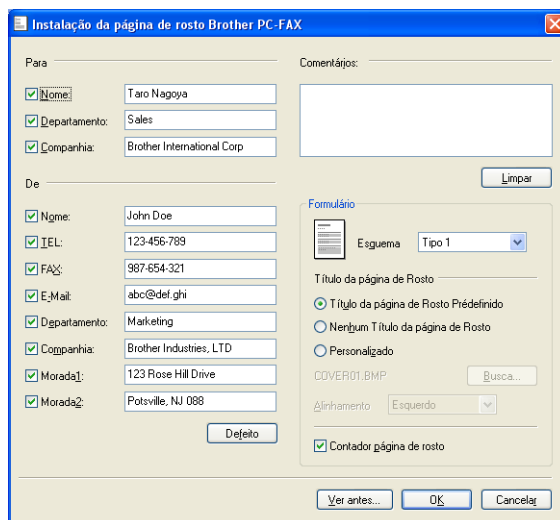 Instalação da página de rosto Brother PC-FAX
Para
Nome:
Taro Nagoya
Departamento:
Sales
Companhia:
Brother International Corp
De
Nome:
John Doe
TEL:
123-456-789
FAX:
987-654-321
E-Mail:
abc@def.ghi
Departamento:
Marketing
Companhia:
Brother Industries, LTD
Morada1:
123 Rose Hill Drive
Morada2:
Potsville, NJ 088
Defeito
Comentárjos:
Limpar
Formulário
Esguema
Tipo 1
Título da página de Rosto
Título da página de Rosto Prédefinido
Nenhum Título da página de Rosto
Personalizado
COVER01.BMP
Busca...
Alinhamento
Esquerdo
Contador página de rosto
Ver antes...
OK
Cancelar